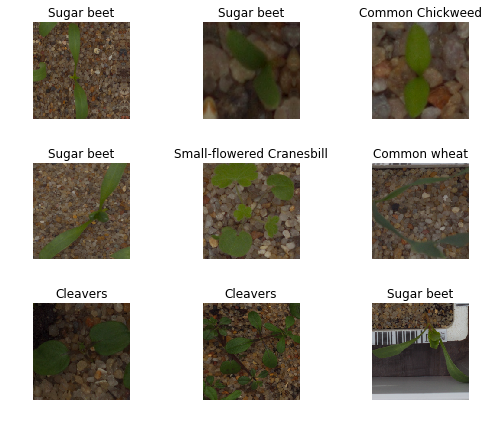 Sugar beet
Sugar beet
Common Chickweed
Sugar beet
Small-flowered Cranesbill
Common wheat
Cleavers
Cleavers
Sugar beet